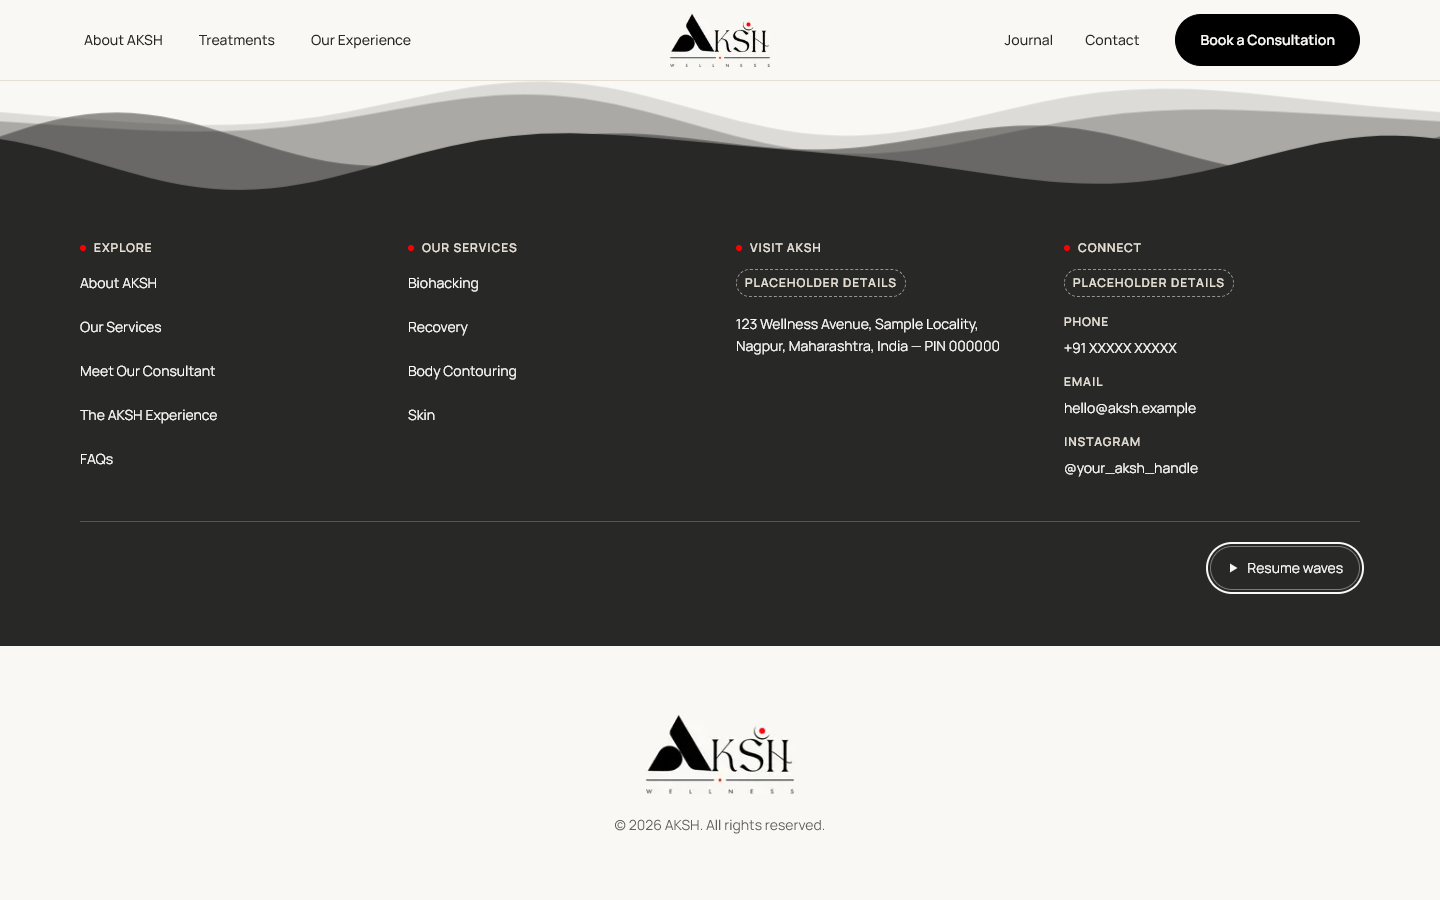 About AKSH
Treatments
Our Experience
AKSH
WELLNESS
Journal
Contact
Book a Consultation
EXPLORE
About AKSH
Our Services
Meet Our Consultant
The AKSH Experience
FAQs
OUR SERVICES
Biohacking
Recovery
Body Contouring
Skin
VISIT AKSH
PLACEHOLDER DETAILS
123 Wellness Avenue, Sample Locality,
Nagpur, Maharashtra, India — PIN 000000
CONNECT
PLACEHOLDER DETAILS
PHONE
+91 XXXXX XXXXX
EMAIL
hello@aksh.example
INSTAGRAM
@your_aksh_handle
Resume waves
AKSH
WELLNESS
© 2026 AKSH. All rights reserved.